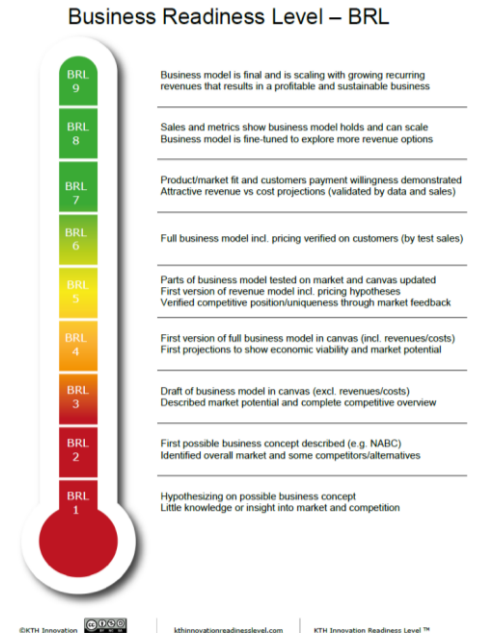 Business Readiness Level – BRL
BRL
9
Business model is final and is scaling with growing recurring
revenues that results in a profitable and sustainable business
BRL
8
Sales and metrics show business model holds and can scale
Business model is fine-tuned to explore more revenue options
BRL
7
Product/market fit and customers payment willingness demonstrated
Attractive revenue vs cost projections (validated by data and sales)
BRL
6
Full business model incl. pricing verified on customers (by test sales)
BRL
5
Parts of business model tested on market and canvas updated
First version of revenue model incl. pricing hypotheses
Verified competitive position/uniqueness through market feedback
BRL
4
First version of full business model in canvas (incl. revenues/costs)
First projections to show economic viability and market potential
BRL
3
Draft of business model in canvas (excl. revenues/costs)
Described market potential and complete competitive overview
BRL
2
First possible business concept described (e.g. NABC)
Identified overall market and some competitors/alternatives
BRL
1
Hypothesizing on possible business concept
Little knowledge or insight into market and competition
©KTH Innovation
kthinnovationreadinesslevel.com
KTH Innovation Readiness Level ™